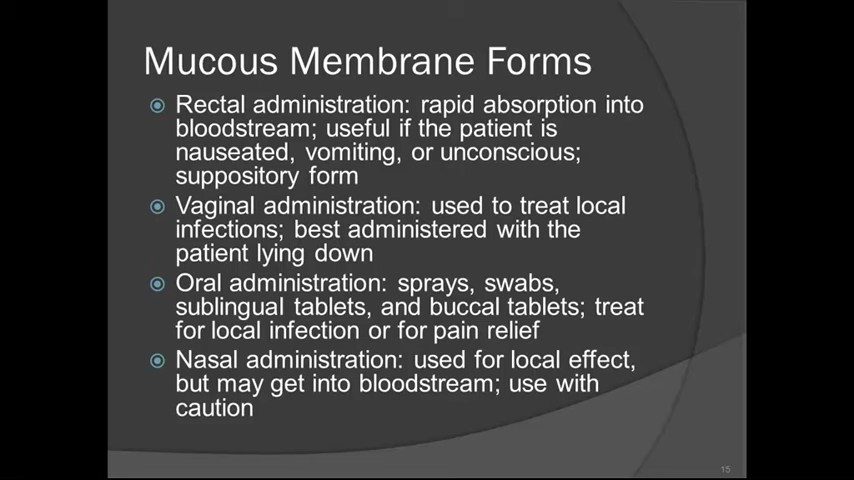 Mucous Membrane Forms
Rectal administration: rapid absorption into
bloodstream; useful if the patient is
nauseated, vomiting, or unconscious;
suppository form
Vaginal administration: used to treat local
infections; best administered with the
patient lying down
Oral administration: sprays, swabs,
sublingual tablets, and buccal tablets; treat
for local infection or for pain relief
Nasal administration: used for local effect,
but may get into bloodstream; use with
caution
15